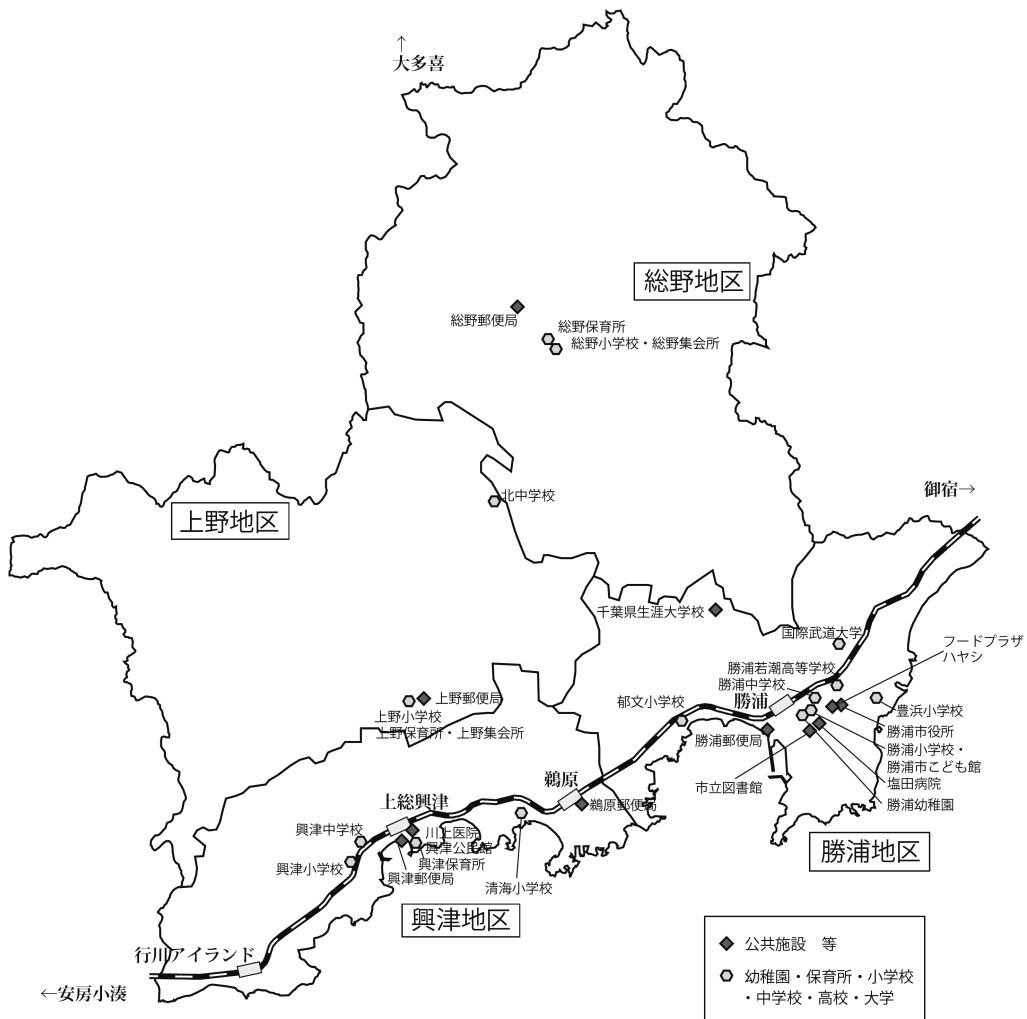 ↑
大多喜
総野地区
総野郵便局
総野保育所
総野小学校・総野集会所
御宿→
北中学校
上野地区
千葉県生涯大学校
国際武道大学
フードプラザ
ハヤシ
勝浦若潮高等学校
勝浦中学校
上野郵便局
郁文小学校
勝浦
豊浜小学校
上野小学校
上野保育所・上野集会所
勝浦市役所
勝浦郵便局
勝浦小学校・
勝浦市こども館
鵜原
市立図書館
塩田病院
上総興津
鵜原郵便局
勝浦幼稚園
興津中学校
川上医院
興津公民館
勝浦地区
興津保育所
興津小学校
興津郵便局
清海小学校
興津地区
公共施設　等
行川アイランド
幼稚園・保育所・小学校
・中学校・高校・大学
←安房小湊